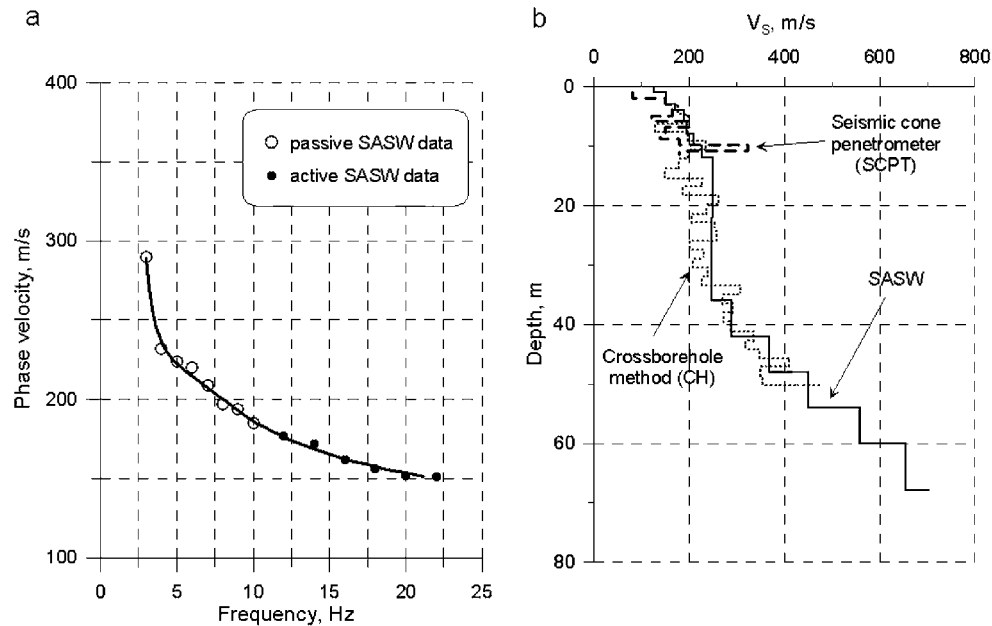 a
400
300
200
100
Phase velocity, m/s
passive SASW data
active SASW data
0
5
10
15
20
25
Frequency, Hz
b
V_S, m/s
0
200
400
600
800
0
20
40
60
80
Depth, m
Seismic cone
penetrometer
(SCPT)
SASW
Crossborehole
method (CH)